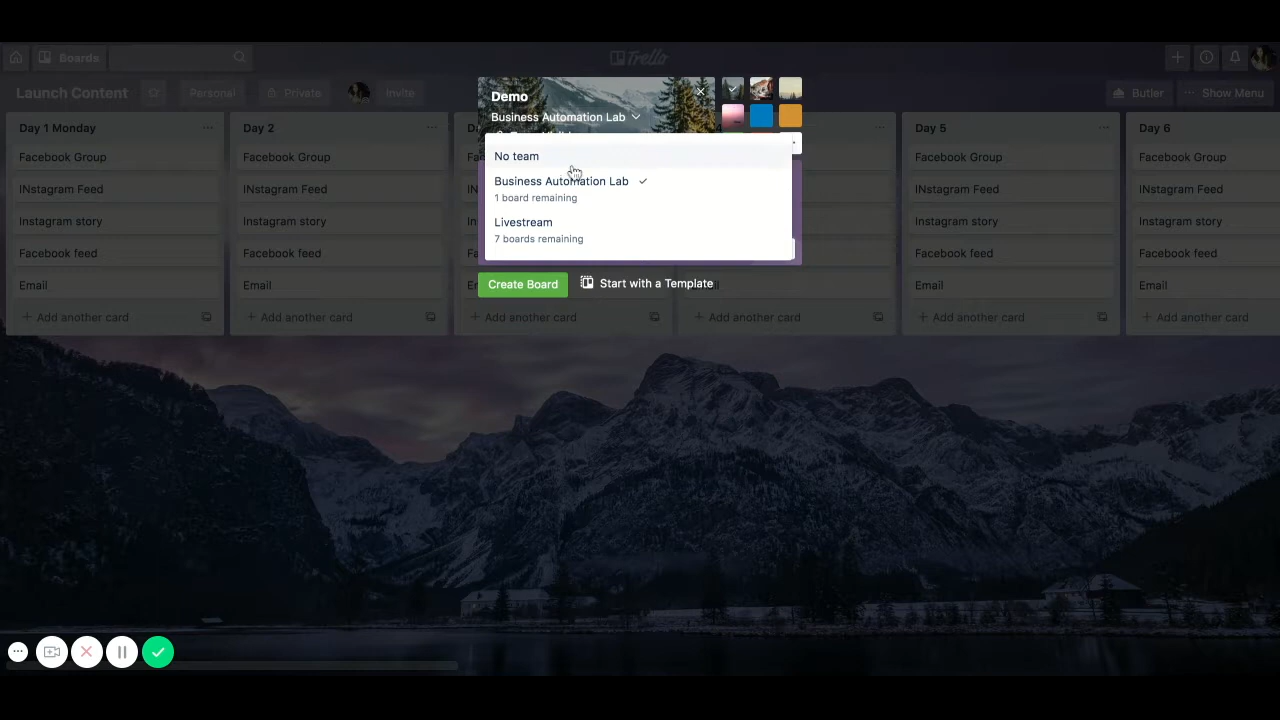 Boards
Trello
Launch Content
Personal
Private
Invite
Butler
Show Menu
Demo
Business Automation Lab
No team
Business Automation Lab
1 board remaining
Livestream
7 boards remaining
Create Board
Start with a Template
Day 1 Monday
Facebook Group
INstagram Feed
Instagram story
Facebook feed
Email
+ Add another card
Day 2
Facebook Group
INstagram Feed
Instagram story
Facebook feed
Email
+ Add another card
+ Add another card
+ Add another card
Day 5
Facebook Group
INstagram Feed
Instagram story
Facebook feed
Email
+ Add another card
Day 6
Facebook Group
INstagram Feed
Instagram story
Facebook feed
Email
+ Add another card